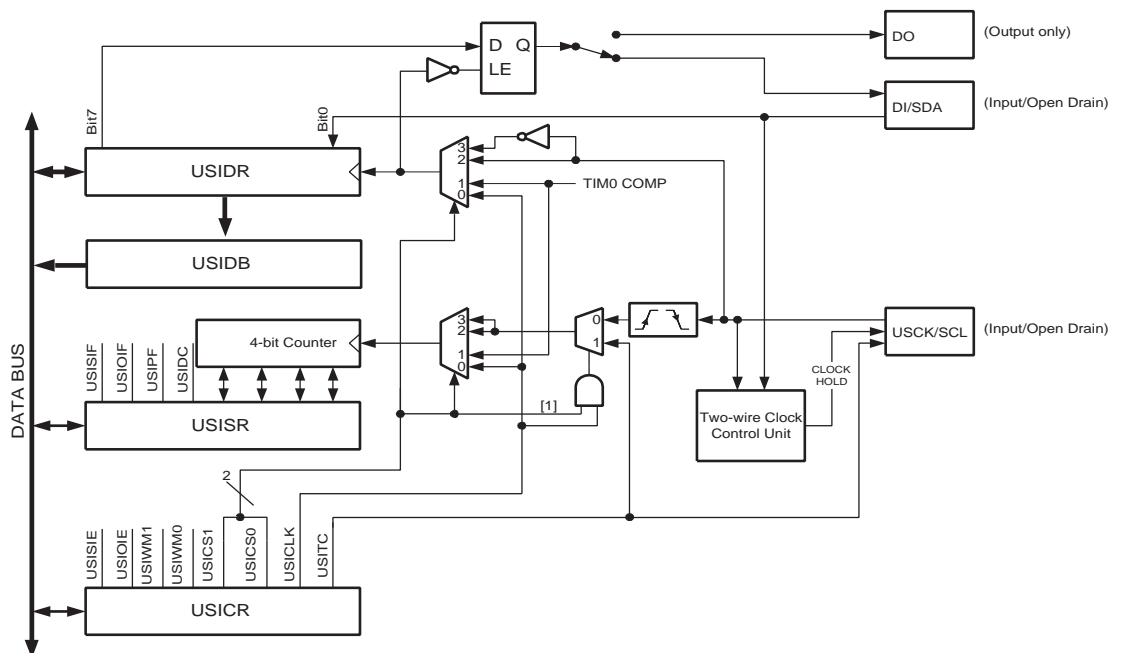 DO
(Output only)
D Q
LE
DI/SDA
(Input/Open Drain)
Bit7
Bit0
USIDR
3
2
1
0
TIM0 COMP
USIDB
DATA BUS
4-bit Counter
3
2
1
0
0
1
USCK/SCL
(Input/Open Drain)
CLOCK
HOLD
USISIF
USIOIF
USIPF
USIDC
USISR
[1]
Two-wire Clock
Control Unit
2
USISIE
USIOIE
USIWM1
USIWM0
USICS1
USICS0
USICLK
USITC
USICR